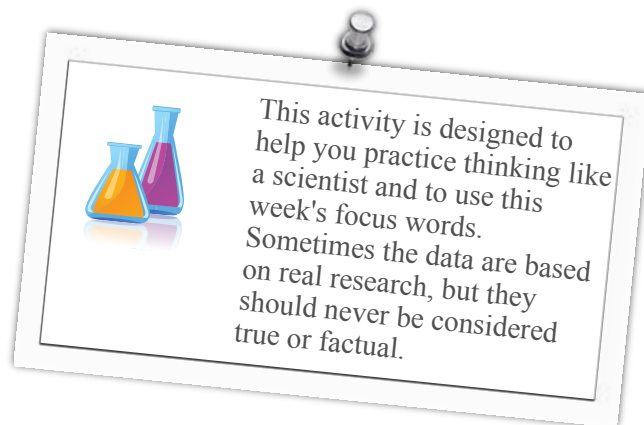 This activity is designed to
help you practice thinking like
a scientist and to use this
week's focus words.
Sometimes the data are based
on real research, but they
should never be considered
true or factual.